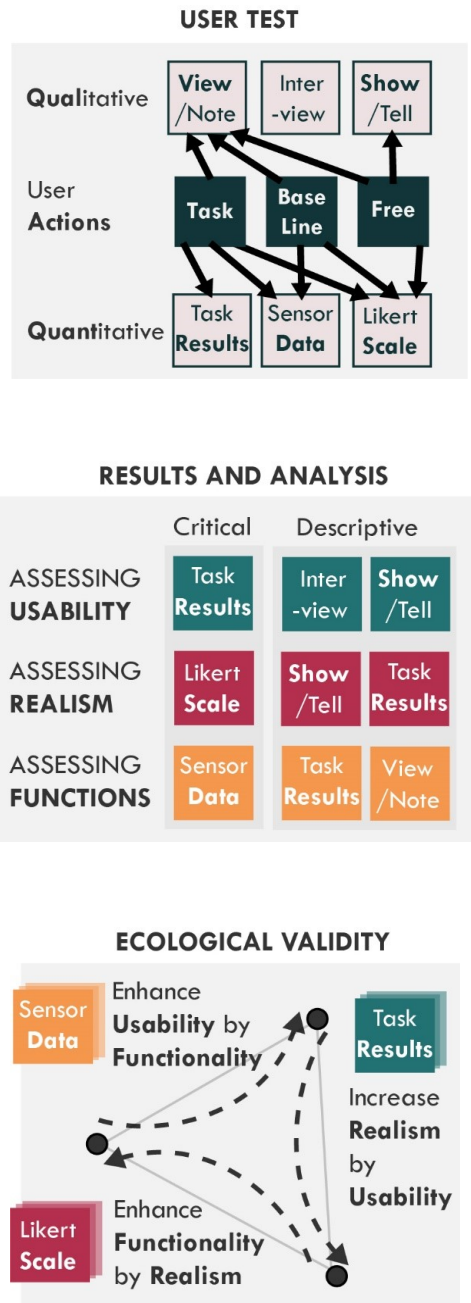 USER TEST
Qualitative
View
/Note
Inter
-view
Show
/Tell
User
Actions
Task
Base
Line
Free
Quantitative
Task
Results
Sensor
Data
Likert
Scale
RESULTS AND ANALYSIS
Critical
Descriptive
ASSESSING
USABILITY
Task
Results
Inter
-view
Show
/Tell
ASSESSING
REALISM
Likert
Scale
Show
/Tell
Task
Results
ASSESSING
FUNCTIONS
Sensor
Data
Task
Results
View
/Note
ECOLOGICAL VALIDITY
Sensor
Data
Enhance
Usability by
Functionality
Task
Results
Increase
Realism
by
Usability
Likert
Scale
Enhance
Functionality
by Realism